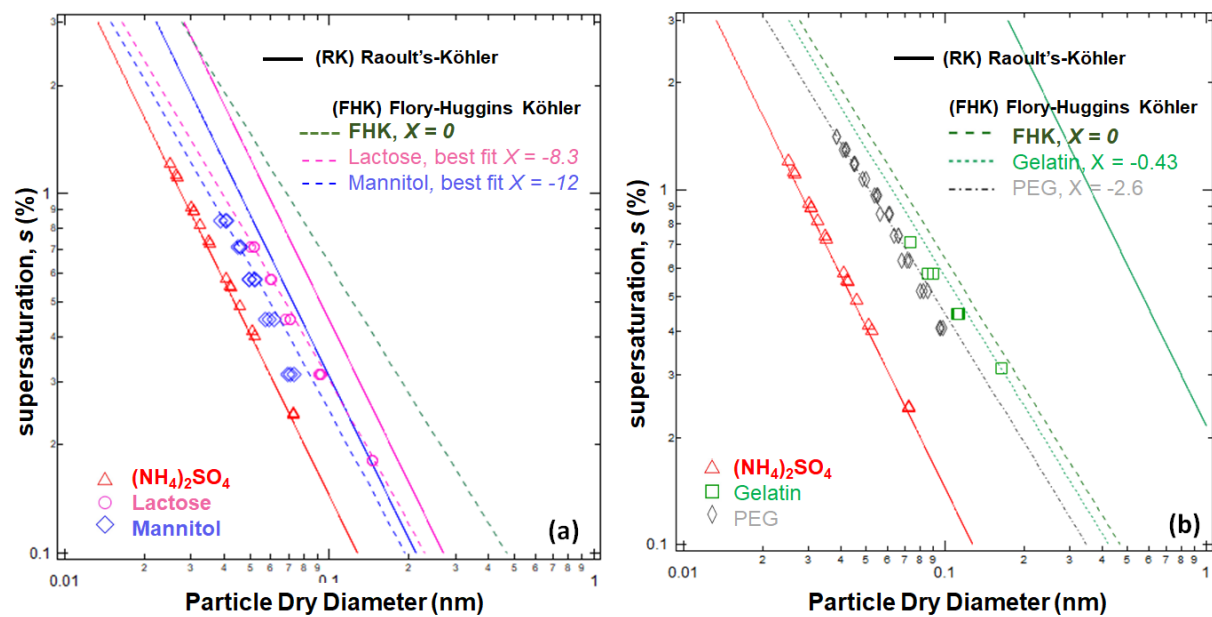 3
2
1
9
8
7
6
5
4
3
2
0.1
supersaturation, s (%)
(RK) Raoult's-Köhler
(FHK) Flory-Huggins Köhler
FHK, X = 0
Lactose, best fit X = -8.3
Mannitol, best fit X = -12
(NH4)2SO4
Lactose
Mannitol
(a)
0.01 2 3 4 5 6 7 8 9 0.1 2 3 4 5 6 7 8 9 1
Particle Dry Diameter (nm)
3
2
1
9
8
7
6
5
4
3
2
0.1
supersaturation, s (%)
(RK) Raoult's-Köhler
(FHK) Flory-Huggins Köhler
FHK, X = 0
Gelatin, X = -0.43
PEG, X = -2.6
(NH4)2SO4
Gelatin
PEG
(b)
0.01 2 3 4 5 6 7 8 9 0.1 2 3 4 5 6 7 8 9 1
Particle Dry Diameter (nm)